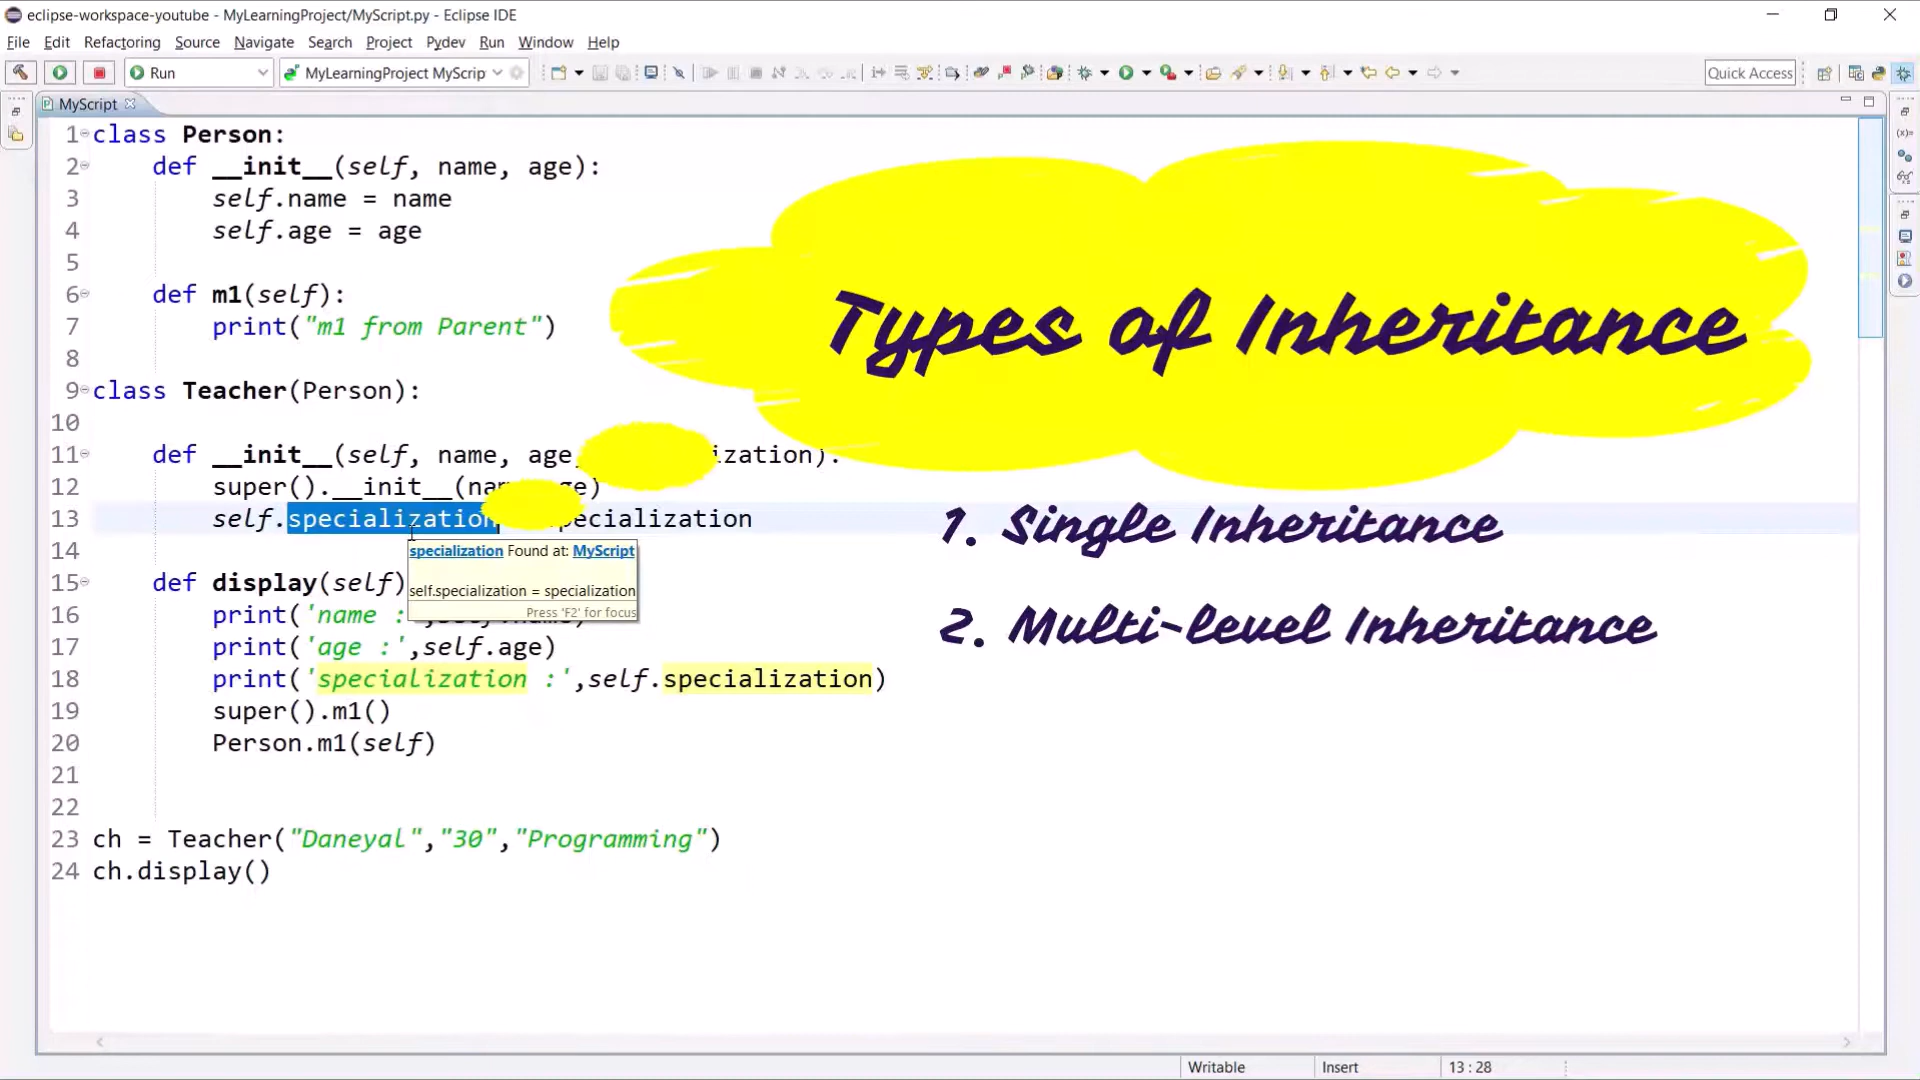 eclipse-workspace-youtube - MyLearningProject/MyScript.py - Eclipse IDE
File Edit Refactoring Source Navigate Search Project Pydev Run Window Help
Run MyLearningProject MyScrip Quick Access
MyScript
1 class Person:
2 def __init__(self, name, age):
3 self.name = name
4 self.age = age
5
6 def m1(self):
7 print("m1 from Parent")
8
9 class Teacher(Person):
10
11 def __init__(self, name, age, ization):
12 super().__init__(na ge)
13 self.specialization pecialization
14
15 def display(self)
16 print('name :
17 print('age :',self.age)
18 print('specialization :',self.specialization)
19 super().m1()
20 Person.m1(self)
21
22
23 ch = Teacher("Daneyal","30","Programming")
24 ch.display()
specialization Found at: MyScript
self.specialization = specialization
Press 'F2' for focus
Types of Inheritance
1. Single Inheritance
2. Multi-level Inheritance
Writable Insert 13 : 28